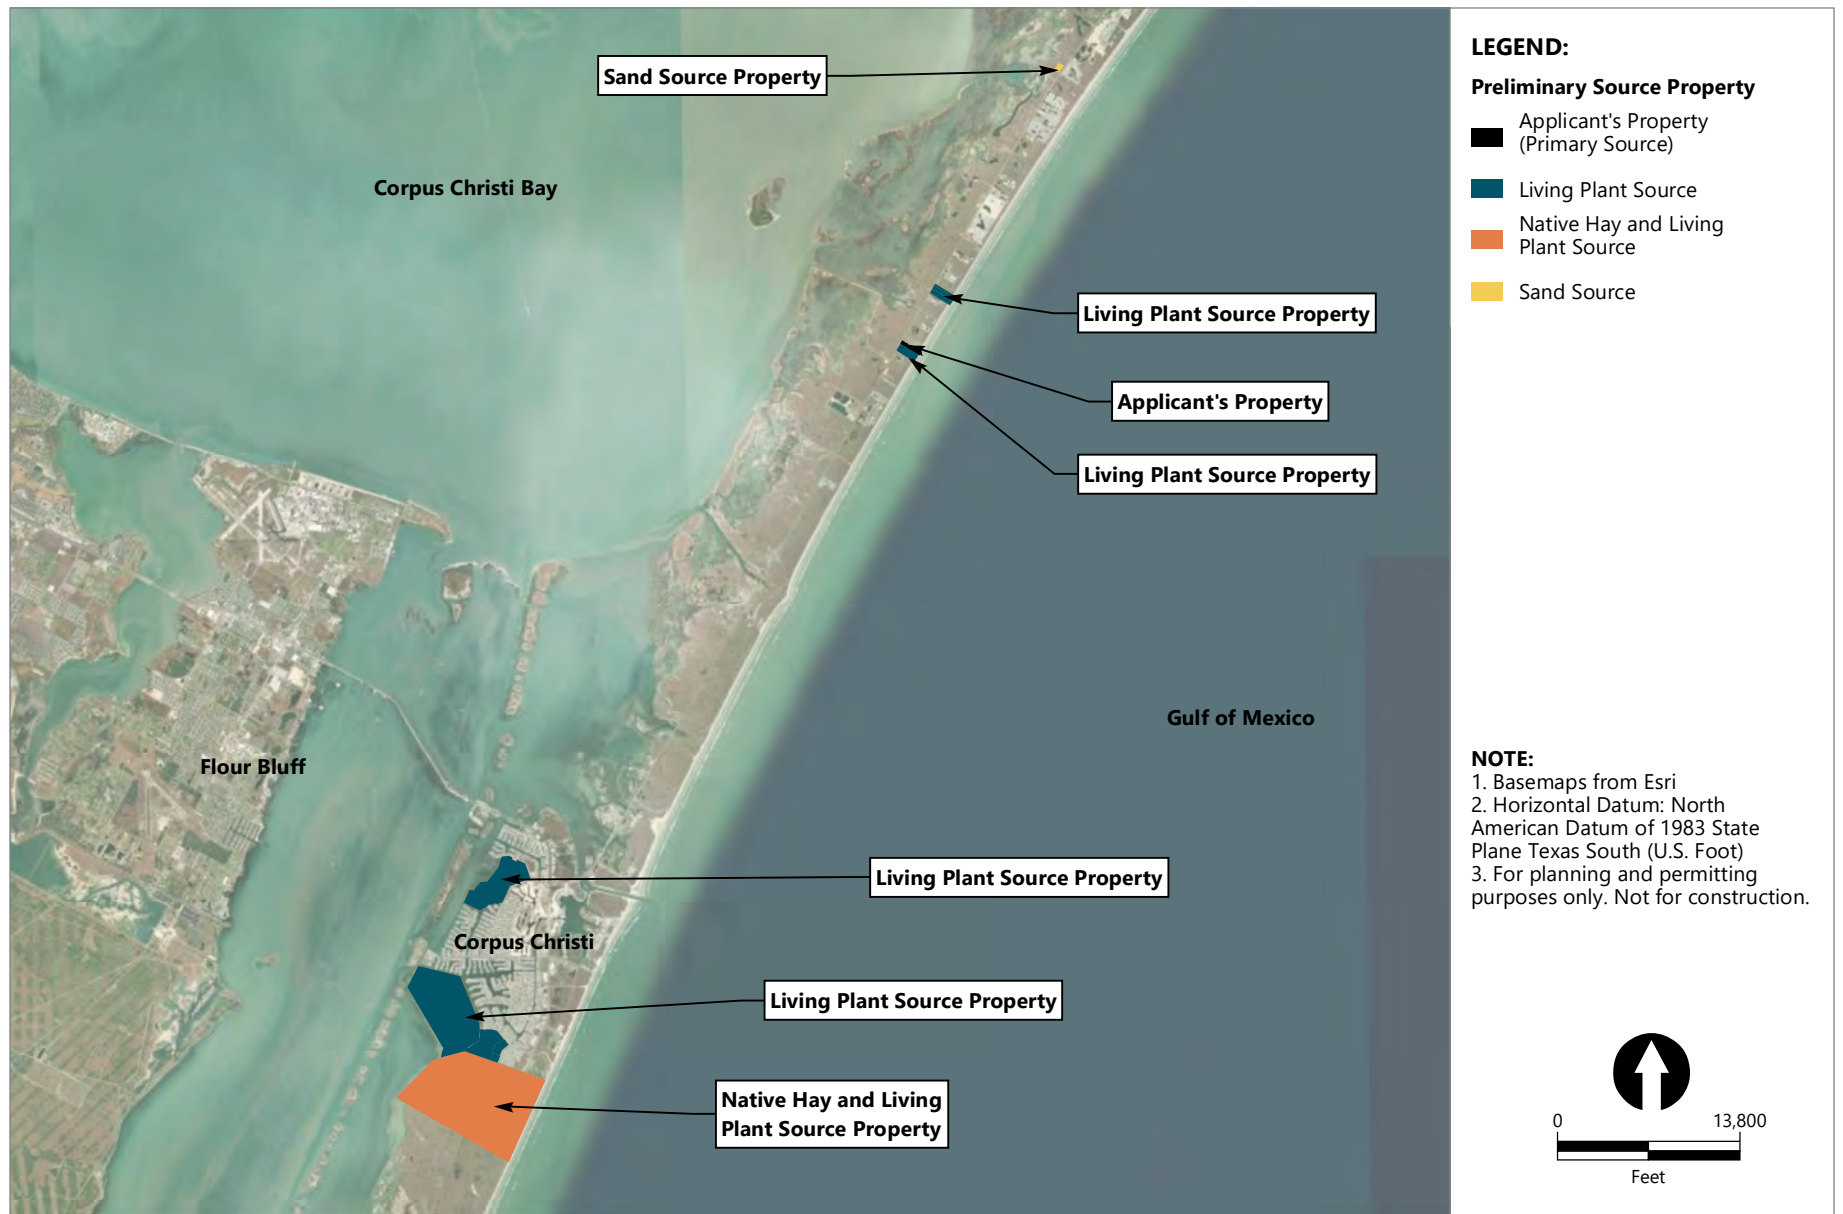 Sand Source Property
Corpus Christi Bay
Living Plant Source Property
Applicant's Property
Living Plant Source Property
Gulf of Mexico
Flour Bluff
Living Plant Source Property
Corpus Christi
Living Plant Source Property
Native Hay and Living
Plant Source Property
LEGEND:
Preliminary Source Property
Applicant's Property
(Primary Source)
Living Plant Source
Native Hay and Living
Plant Source
Sand Source
NOTE:
1. Basemaps from Esri
2. Horizontal Datum: North
American Datum of 1983 State
Plane Texas South (U.S. Foot)
3. For planning and permitting
purposes only. Not for construction.
0 13,800
Feet